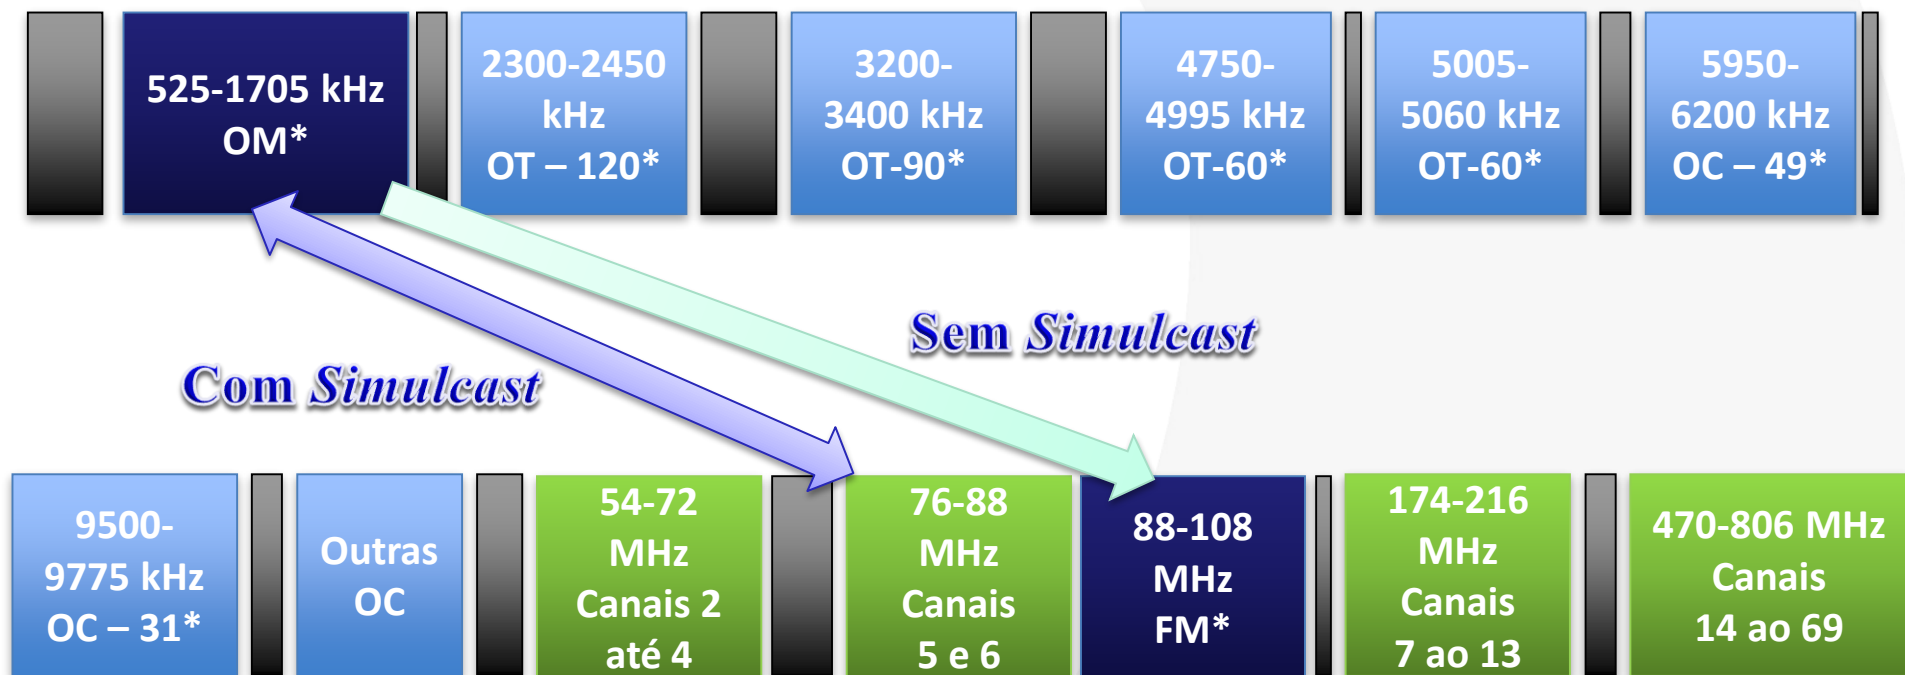 525-1705 kHz
OM*
2300-2450
kHz
OT – 120*
3200-
3400 kHz
OT-90*
4750-
4995 kHz
OT-60*
5005-
5060 kHz
OT-60*
5950-
6200 kHz
OC – 49*
Sem Simulcast
Com Simulcast
9500-
9775 kHz
OC – 31*
Outras
OC
54-72
MHz
Canais 2
até 4
76-88
MHz
Canais
5 e 6
88-108
MHz
FM*
174-216
MHz
Canais
7 ao 13
470-806 MHz
Canais
14 ao 69